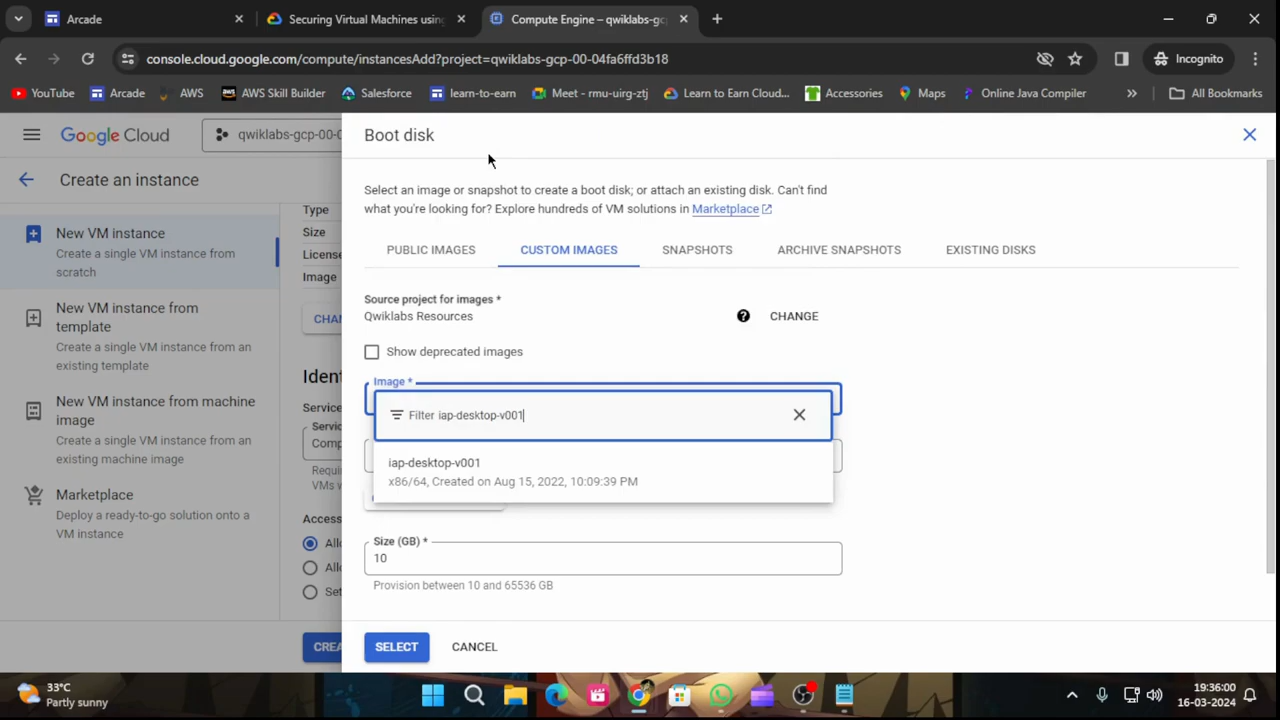 Arcade
Securing Virtual Machines using
Compute Engine – qwiklabs-gc
console.cloud.google.com/compute/instancesAdd?project=qwiklabs-gcp-00-04fa6ffd3b18
Incognito
YouTube
Arcade
AWS
AWS Skill Builder
Salesforce
learn-to-earn
Meet - rmu-uirg-ztj
Learn to Earn Cloud...
Accessories
Maps
Online Java Compiler
All Bookmarks
Google Cloud
qwiklabs-gcp-00-0
Create an instance
New VM instance
Create a single VM instance from
scratch
New VM instance from
template
Create a single VM instance from an
existing template
New VM instance from machine
image
Create a single VM instance from an
existing machine image
Marketplace
Deploy a ready-to-go solution onto a
VM instance
Type
Size
License
Image
CHAN
Ident
Service
Servi
Comp
Requi
VMs
Access
Allo
Allo
Set
CREA
Boot disk
Select an image or snapshot to create a boot disk; or attach an existing disk. Can't find
what you're looking for? Explore hundreds of VM solutions in Marketplace
PUBLIC IMAGES
CUSTOM IMAGES
SNAPSHOTS
ARCHIVE SNAPSHOTS
EXISTING DISKS
Source project for images *
Qwiklabs Resources
CHANGE
Show deprecated images
Image *
Filter iap-desktop-v001
iap-desktop-v001
x86/64, Created on Aug 15, 2022, 10:09:39 PM
Size (GB) *
10
Provision between 10 and 65536 GB
SELECT
CANCEL
33°C
Partly sunny
19:36:00
16-03-2024